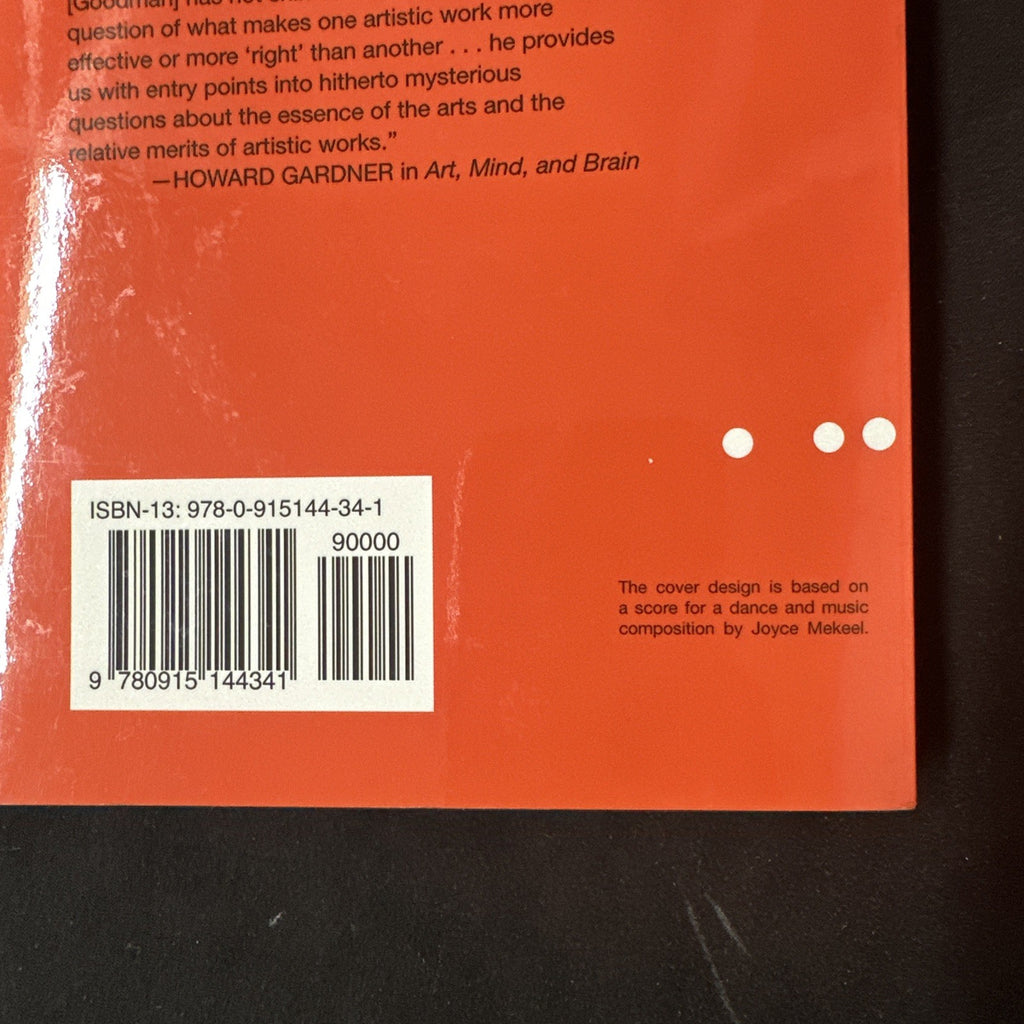 [Goodman] has not
question of what makes one artistic work more
effective or more ‘right’ than another . . . he provides
us with entry points into hitherto mysterious
questions about the essence of the arts and the
relative merits of artistic works.”
—HOWARD GARDNER in Art, Mind, and Brain
ISBN-13: 978-0-915144-34-1
90000
9 780915 144341
The cover design is based on
a score for a dance and music
composition by Joyce Mekeel.